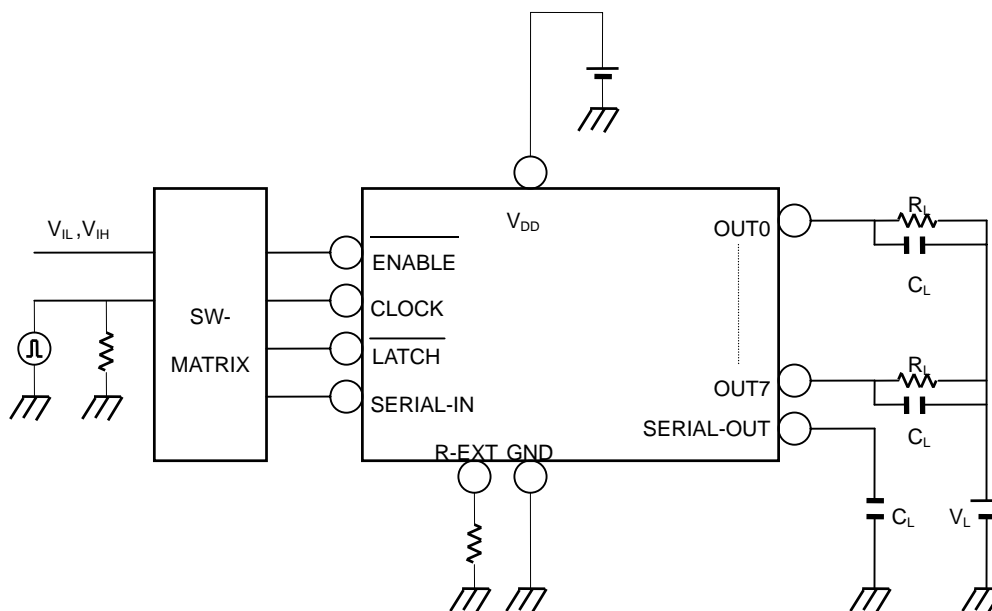 V_IL ,V_IH
SW-
MATRIX
ENABLE
CLOCK
LATCH
SERIAL-IN
V_DD
R-EXT
GND
OUT0
OUT7
SERIAL-OUT
R_L
C_L
R_L
C_L
C_L
V_L